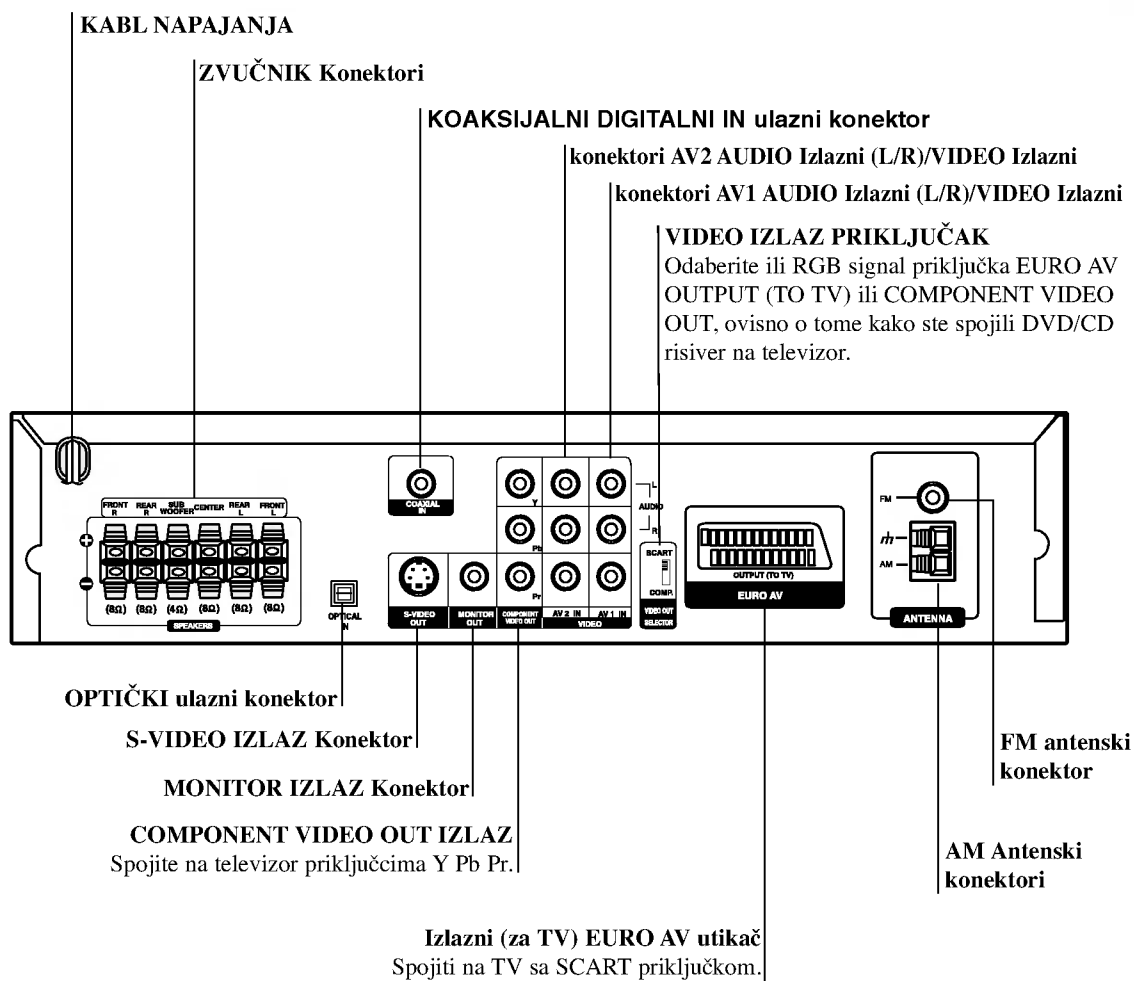 KABL NAPAJANJA
ZVUČNIK Konektori
KOAKSIJALNI DIGITALNI IN ulazni konektor
konektori AV2 AUDIO Izlazni (L/R)/VIDEO Izlazni
konektori AV1 AUDIO Izlazni (L/R)/VIDEO Izlazni
VIDEO IZLAZ PRIKLJUČAK
Odaberite ili RGB signal priključka EURO AV
OUTPUT (TO TV) ili COMPONENT VIDEO
OUT, ovisno o tome kako ste spojili DVD/CD
risiver na televizor.
FRONT R
REAR R
SUB WOOFER
CENTER
REAR L
FRONT L
(8Ω) (8Ω) (4Ω) (8Ω) (8Ω) (8Ω)
SPEAKERS
OPTICAL IN
COAXIAL IN
S-VIDEO OUT
MONITOR OUT
Y
Pb
Pr
COMPONENT VIDEO OUT
AV 2 IN
AV 1 IN
VIDEO
L
AUDIO
R
SCART
COMP.
VIDEO OUT SELECTOR
OUTPUT (TO TV)
EURO AV
FM
AM
ANTENNA
OPTIČKI ulazni konektor
S-VIDEO IZLAZ Konektor
MONITOR IZLAZ Konektor
COMPONENT VIDEO OUT IZLAZ
Spojite na televizor priključcima Y Pb Pr.
Izlazni (za TV) EURO AV utikač
Spojiti na TV sa SCART priključkom.
FM antenski
konektor
AM Antenski
konektori